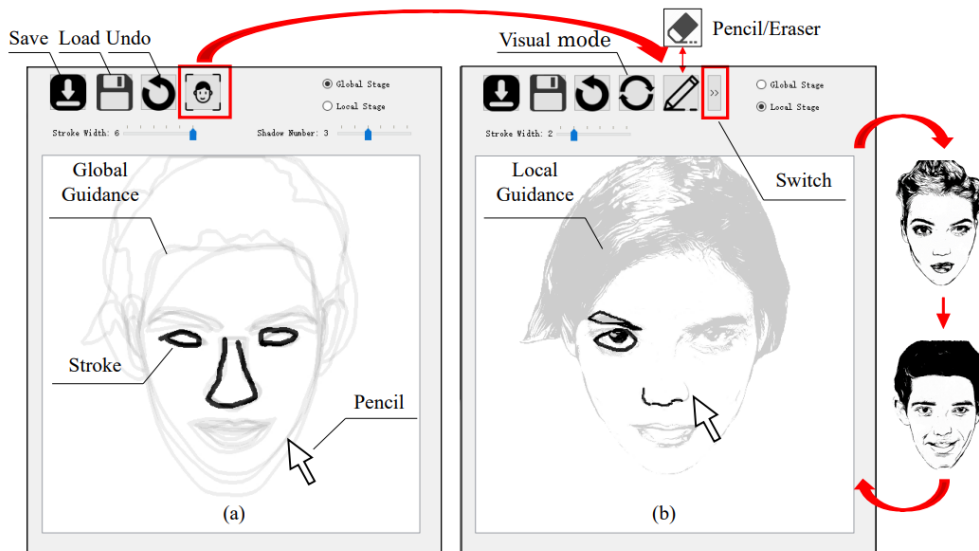 Save Load Undo
Visual mode
Pencil/Eraser
Global Stage
Local Stage
Stroke Width: 6
Shadow Number: 3
Global
Guidance
Stroke
Pencil
(a)
>>
Global Stage
Local Stage
Stroke Width: 2
Local
Guidance
Switch
(b)